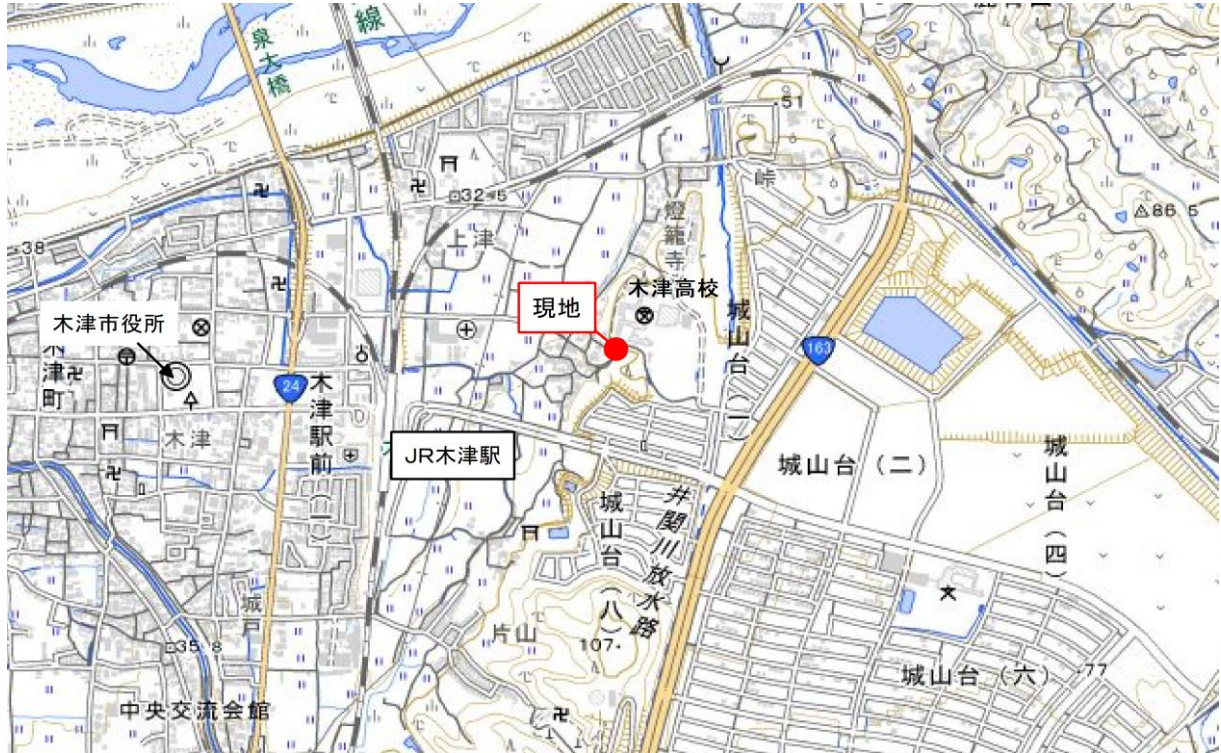 線
泉大橋
51
峠
燈籠寺
32.5
86.5
38
上津
現地
木津高校
木津市役所
城山台(一)
163
木津町
24
木津駅前(一)
木津
JR木津駅
城山台(二)
城山台(四)
井関川放水路
城山台(八)
城戸
片山
107
35.8
城山台(六)
77
中央交流会館